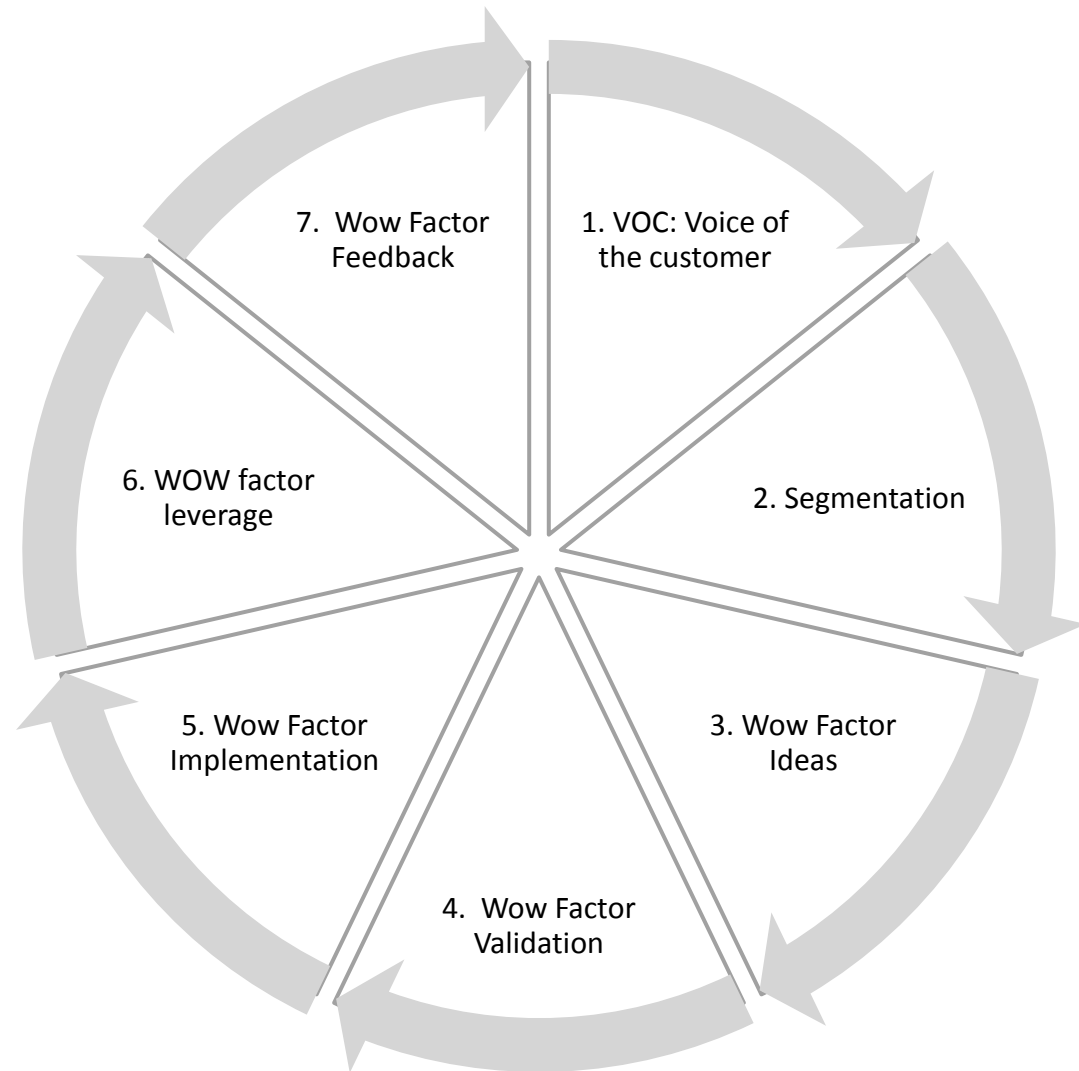 1. VOC: Voice of
the customer
2. Segmentation
3. Wow Factor
Ideas
4.  Wow Factor
Validation
5. Wow Factor
Implementation
6. WOW factor
leverage
7.  Wow Factor
Feedback